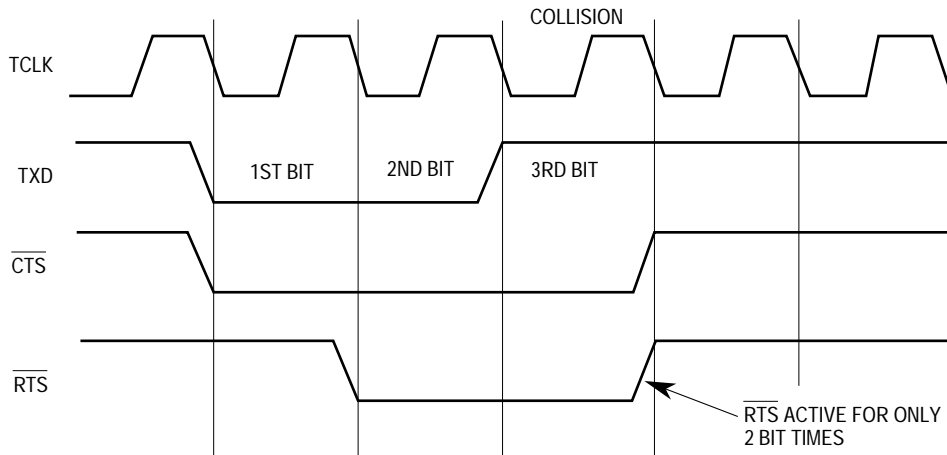 COLLISION
TCLK
TXD
1ST BIT
2ND BIT
3RD BIT
CTS
RTS
RTS ACTIVE FOR ONLY
2 BIT TIMES